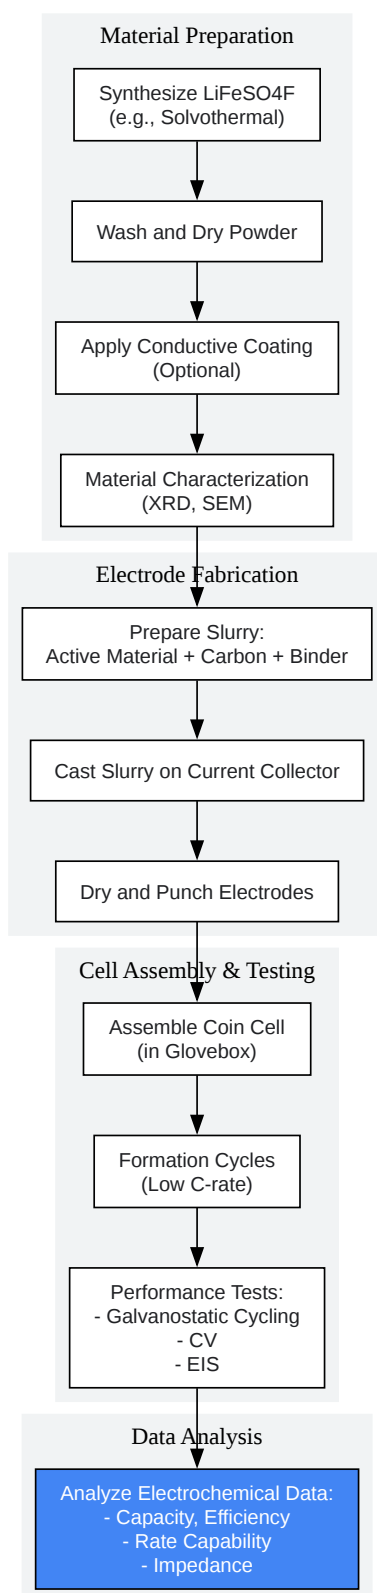 Material Preparation
Synthesize LiFeSO4F
(e.g., Solvothermal)
Wash and Dry Powder
Apply Conductive Coating
(Optional)
Material Characterization
(XRD, SEM)
Electrode Fabrication
Prepare Slurry:
Active Material + Carbon + Binder
Cast Slurry on Current Collector
Dry and Punch Electrodes
Cell Assembly & Testing
Assemble Coin Cell
(in Glovebox)
Formation Cycles
(Low C-rate)
Performance Tests:
- Galvanostatic Cycling
- CV
- EIS
Data Analysis
Analyze Electrochemical Data:
- Capacity, Efficiency
- Rate Capability
- Impedance